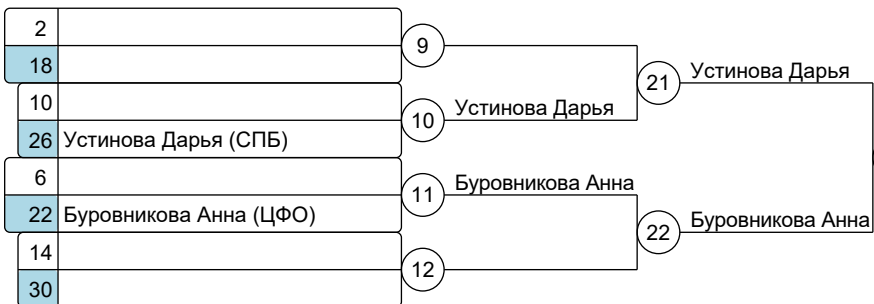 2
9
18
21 Устинова Дарья
10
10 Устинова Дарья
26 Устинова Дарья (СПБ)
6
11 Буровникова Анна
22 Буровникова Анна (ЦФО)
22 Буровникова Анна
14
12
30